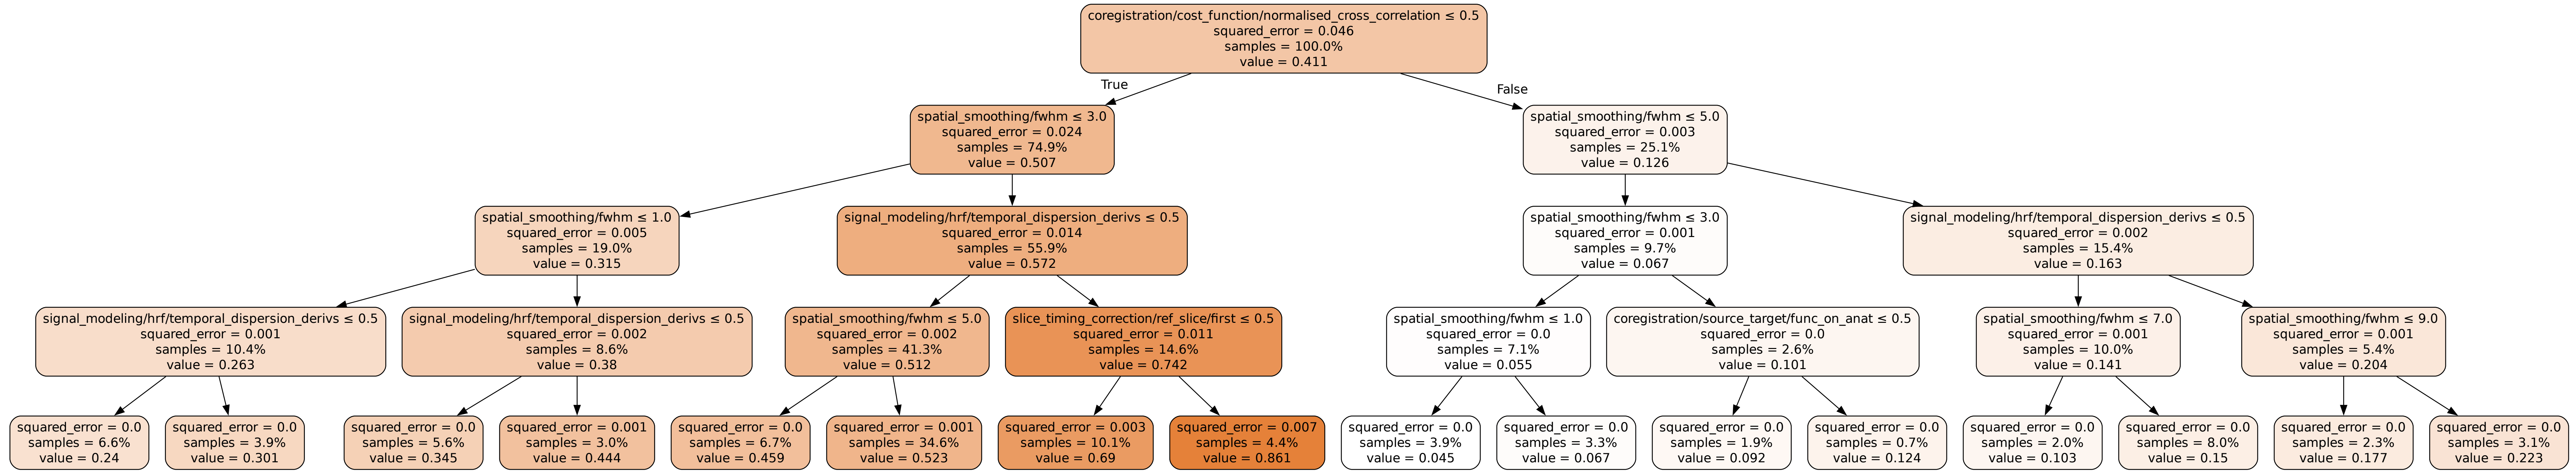 coregistration/cost_function/normalised_cross_correlation ≤ 0.5
squared_error = 0.046
samples = 100.0%
value = 0.411
True
False
spatial_smoothing/fwhm ≤ 3.0
squared_error = 0.024
samples = 74.9%
value = 0.507
spatial_smoothing/fwhm ≤ 5.0
squared_error = 0.003
samples = 25.1%
value = 0.126
spatial_smoothing/fwhm ≤ 1.0
squared_error = 0.005
samples = 19.0%
value = 0.315
signal_modeling/hrf/temporal_dispersion_derivs ≤ 0.5
squared_error = 0.014
samples = 55.9%
value = 0.572
spatial_smoothing/fwhm ≤ 3.0
squared_error = 0.001
samples = 9.7%
value = 0.067
signal_modeling/hrf/temporal_dispersion_derivs ≤ 0.5
squared_error = 0.002
samples = 15.4%
value = 0.163
signal_modeling/hrf/temporal_dispersion_derivs ≤ 0.5
squared_error = 0.001
samples = 10.4%
value = 0.263
signal_modeling/hrf/temporal_dispersion_derivs ≤ 0.5
squared_error = 0.002
samples = 8.6%
value = 0.38
spatial_smoothing/fwhm ≤ 5.0
squared_error = 0.002
samples = 41.3%
value = 0.512
slice_timing_correction/ref_slice/first ≤ 0.5
squared_error = 0.011
samples = 14.6%
value = 0.742
spatial_smoothing/fwhm ≤ 1.0
squared_error = 0.0
samples = 7.1%
value = 0.055
coregistration/source_target/func_on_anat ≤ 0.5
squared_error = 0.0
samples = 2.6%
value = 0.101
spatial_smoothing/fwhm ≤ 7.0
squared_error = 0.001
samples = 10.0%
value = 0.141
spatial_smoothing/fwhm ≤ 9.0
squared_error = 0.001
samples = 5.4%
value = 0.204
squared_error = 0.0
samples = 6.6%
value = 0.24
squared_error = 0.0
samples = 3.9%
value = 0.301
squared_error = 0.0
samples = 5.6%
value = 0.345
squared_error = 0.001
samples = 3.0%
value = 0.444
squared_error = 0.0
samples = 6.7%
value = 0.459
squared_error = 0.001
samples = 34.6%
value = 0.523
squared_error = 0.003
samples = 10.1%
value = 0.69
squared_error = 0.007
samples = 4.4%
value = 0.861
squared_error = 0.0
samples = 3.9%
value = 0.045
squared_error = 0.0
samples = 3.3%
value = 0.067
squared_error = 0.0
samples = 1.9%
value = 0.092
squared_error = 0.0
samples = 0.7%
value = 0.124
squared_error = 0.0
samples = 2.0%
value = 0.103
squared_error = 0.0
samples = 8.0%
value = 0.15
squared_error = 0.0
samples = 2.3%
value = 0.177
squared_error = 0.0
samples = 3.1%
value = 0.223